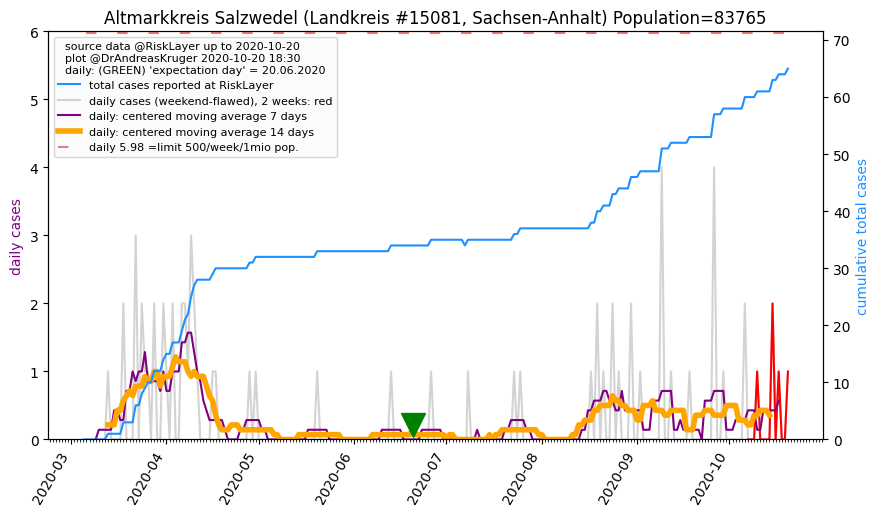 Altmarkkreis Salzwedel (Landkreis #15081, Sachsen-Anhalt) Population=83765
source data @RiskLayer up to 2020-10-20
plot @DrAndreasKruger 2020-10-20 18:30
daily: (GREEN) 'expectation day' = 20.06.2020
total cases reported at RiskLayer
daily cases (weekend-flawed), 2 weeks: red
daily: centered moving average 7 days
daily: centered moving average 14 days
daily 5.98 =limit 500/week/1mio pop.
daily cases
6
5
4
3
2
1
0
cumulative total cases
70
60
50
40
30
20
10
0
2020-03
2020-04
2020-05
2020-06
2020-07
2020-08
2020-09
2020-10